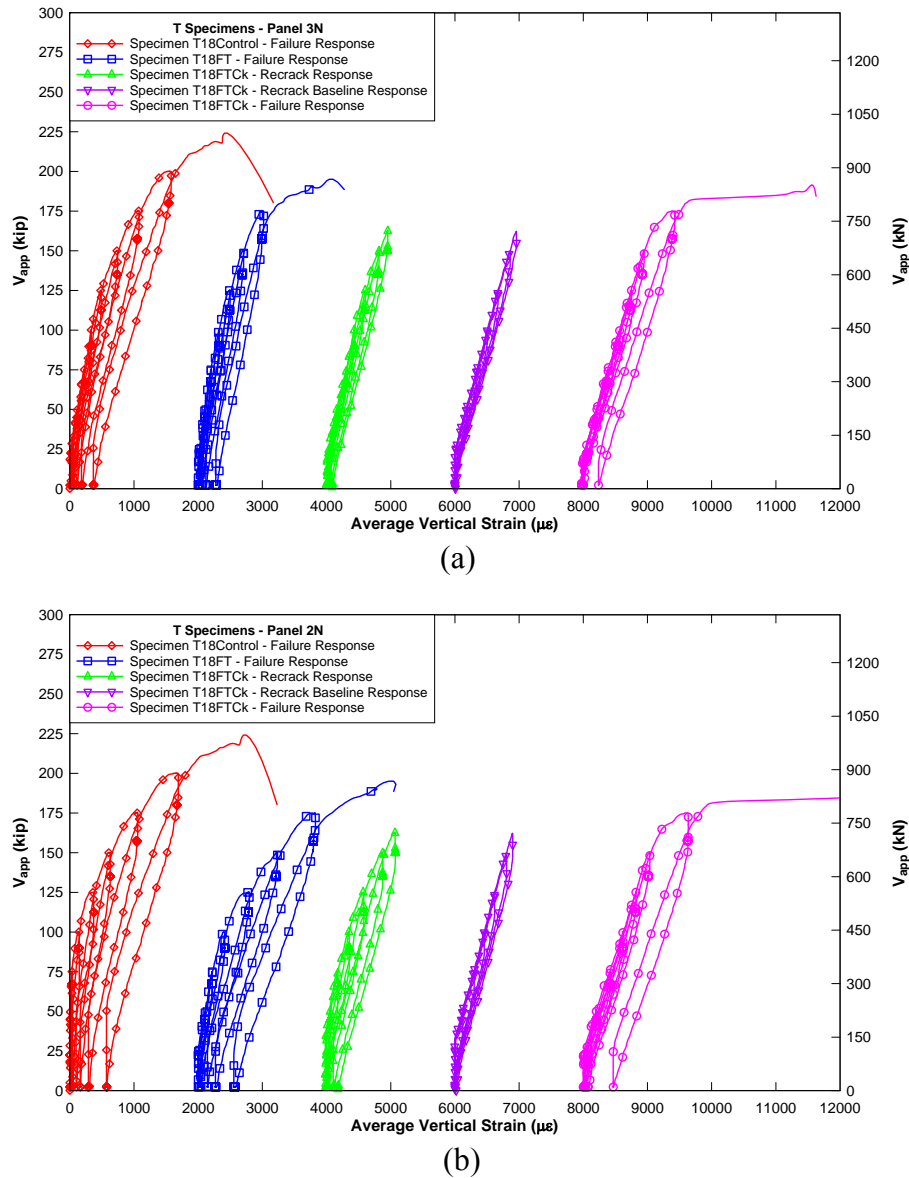 T Specimens - Panel 3N
Specimen T18Control - Failure Response
Specimen T18FT - Failure Response
Specimen T18FTCk - Recrack Response
Specimen T18FTCk - Recrack Baseline Response
Specimen T18FTCk - Failure Response
300
275
250
225
200
175
150
125
100
75
50
25
0
V_app (kip)
1200
1050
900
750
600
450
300
150
0
V_app (kN)
0 1000 2000 3000 4000 5000 6000 7000 8000 9000 10000 11000 12000
Average Vertical Strain (με)
(a)
T Specimens - Panel 2N
Specimen T18Control - Failure Response
Specimen T18FT - Failure Response
Specimen T18FTCk - Recrack Response
Specimen T18FTCk - Recrack Baseline Response
Specimen T18FTCk - Failure Response
300
275
250
225
200
175
150
125
100
75
50
25
0
V_app (kip)
1200
1050
900
750
600
450
300
150
0
V_app (kN)
0 1000 2000 3000 4000 5000 6000 7000 8000 9000 10000 11000 12000
Average Vertical Strain (με)
(b)